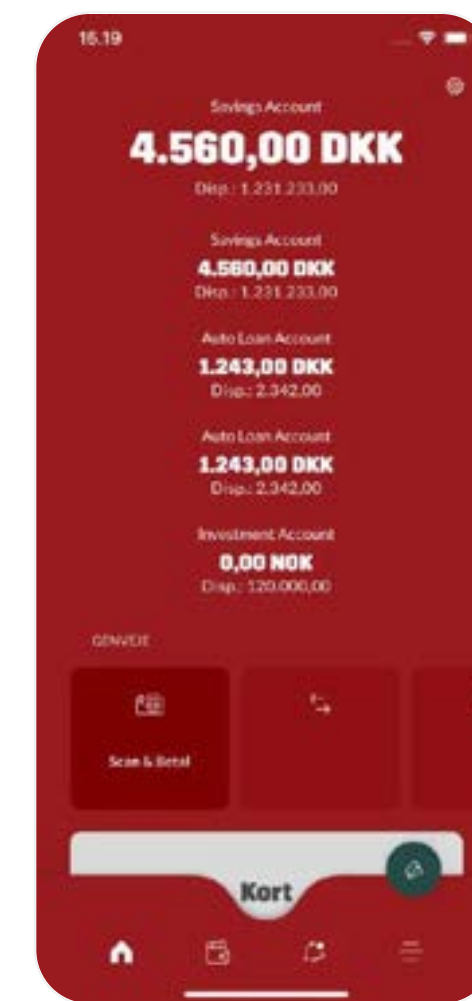 16.19
Savings Account
4.560,00 DKK
Disp.: 1.231.233,00
Savings Account
4.560,00 DKK
Disp.: 1.231.233,00
Auto Loan Account
1.243,00 DKK
Disp.: 2.342,00
Auto Loan Account
1.243,00 DKK
Disp.: 2.342,00
Investment Account
0,00 NOK
Disp.: 120.000,00
GENVEJE
Scan & Betal
Kort